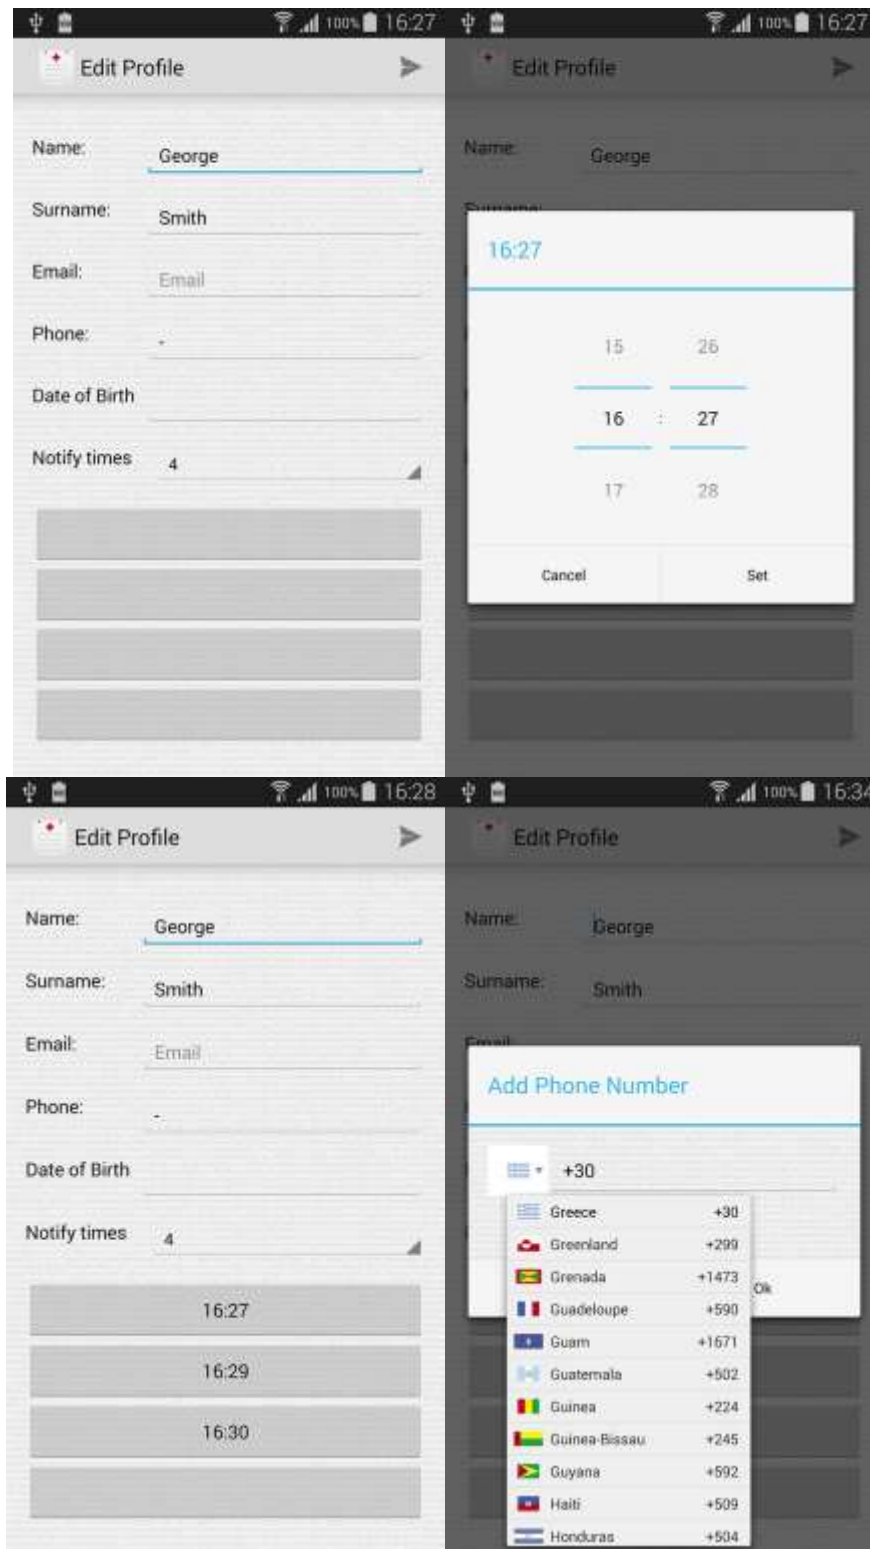 100% 16:27
Edit Profile
Name: George
Surname: Smith
Email: Email
Phone: -
Date of Birth
Notify times 4
100% 16:27
Edit Profile
Name: George
Surname:
16:27
15 26
16 : 27
17 28
Cancel Set
100% 16:28
Edit Profile
Name: George
Surname: Smith
Email: Email
Phone: -
Date of Birth
Notify times 4
16:27
16:29
16:30
100% 16:34
Edit Profile
Name: George
Surname: Smith
Email:
Add Phone Number
+30
Greece +30
Greenland +299
Grenada +1473
Guadeloupe +590
Guam +1671
Guatemala +502
Guinea +224
Guinea-Bissau +245
Guyana +592
Haiti +509
Honduras +504
Ok